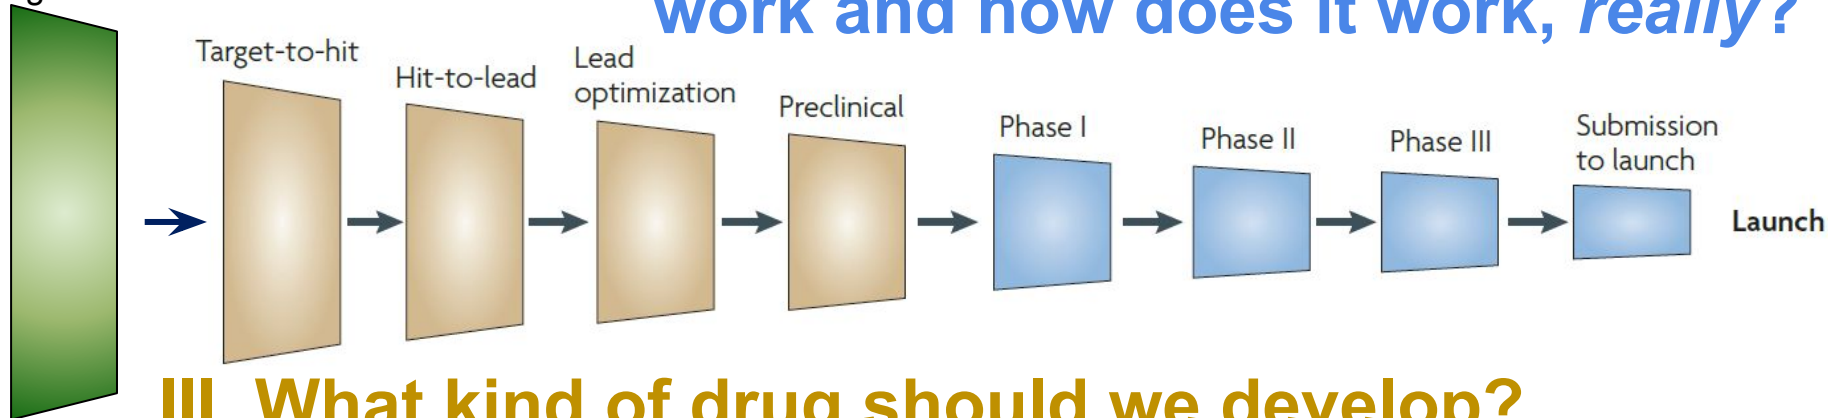 work and how does it work, really?
Target-to-hit
Hit-to-lead
Lead
optimization
Preclinical
Phase I
Phase II
Phase III
Submission
to launch
Launch
III. What kind of drug should we develop?